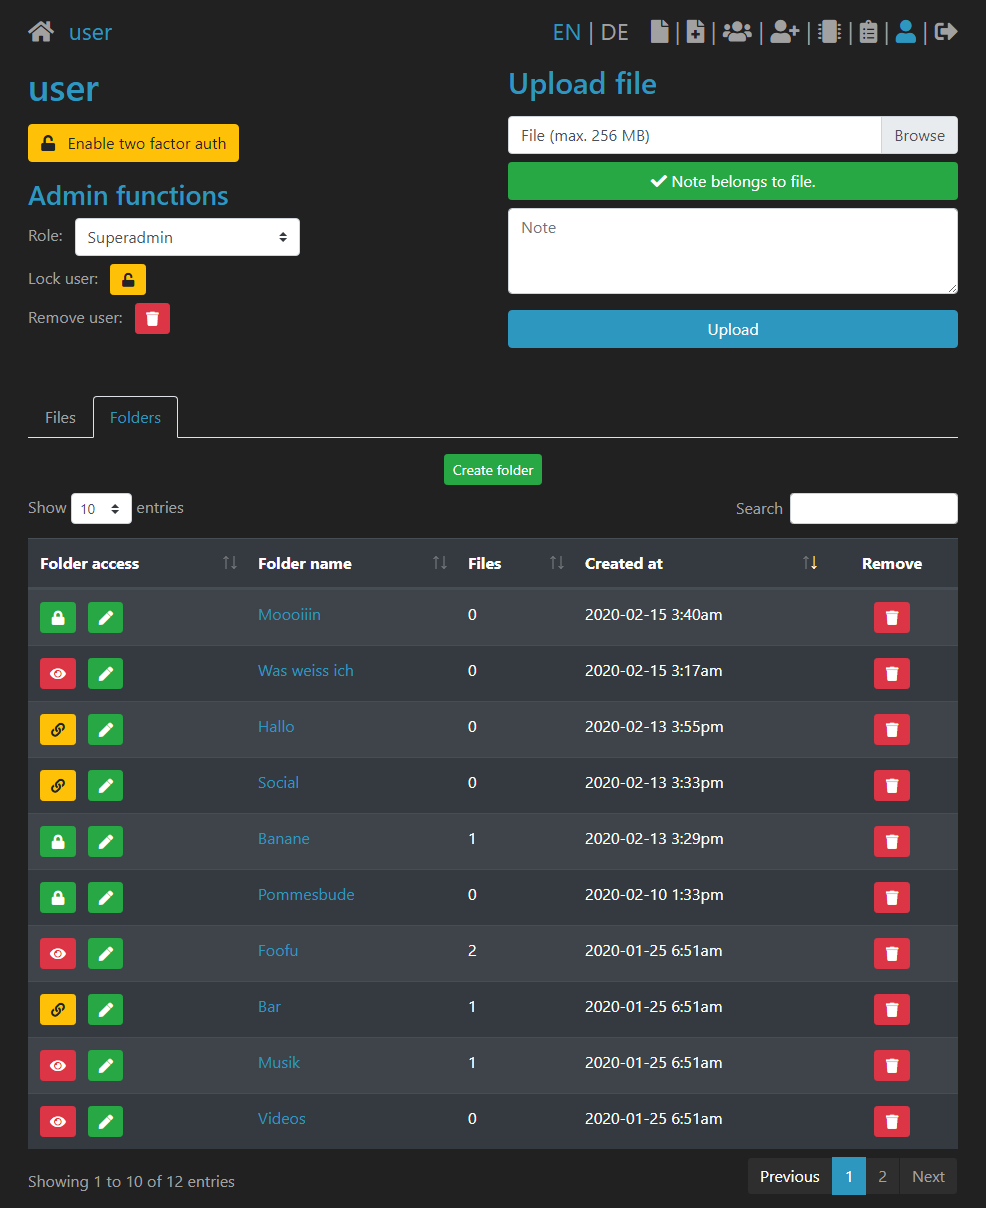 user EN | DE | | | | | | |
user
Enable two factor auth
Admin functions
Role: Superadmin
Lock user:
Remove user:
Upload file
File (max. 256 MB) Browse
Note belongs to file.
Note
Upload
Files Folders
Create folder
Show 10 entries Search
Folder access Folder name Files Created at Remove
Moooiiin 0 2020-02-15 3:40am
Was weiss ich 0 2020-02-15 3:17am
Hallo 0 2020-02-13 3:55pm
Social 0 2020-02-13 3:33pm
Banane 1 2020-02-13 3:29pm
Pommesbude 0 2020-02-10 1:33pm
Foofu 2 2020-01-25 6:51am
Bar 1 2020-01-25 6:51am
Musik 1 2020-01-25 6:51am
Videos 0 2020-01-25 6:51am
Showing 1 to 10 of 12 entries Previous 1 2 Next